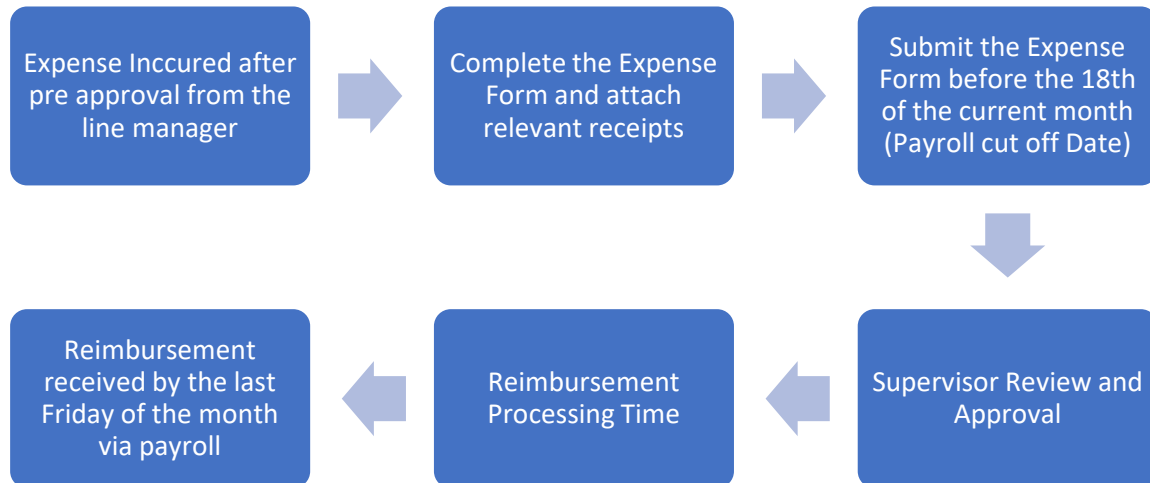 Expense Inccured after
pre approval from the
line manager
Complete the Expense
Form and attach
relevant receipts
Submit the Expense
Form before the 18th
of the current month
(Payroll cut off Date)
Supervisor Review and
Approval
Reimbursement
Processing Time
Reimbursement
received by the last
Friday of the month
via payroll